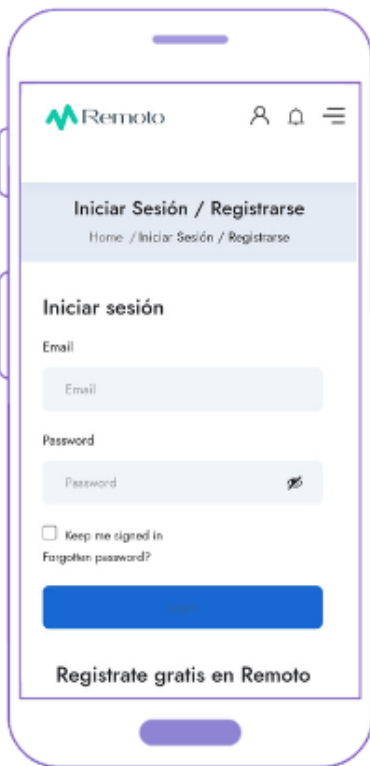 Remoto
Iniciar Sesión / Registrarse
Home / Iniciar Sesión / Registrarse
Iniciar sesión
Email
Email
Password
Password
Keep me signed in
Forgotten password?
Registrate gratis en Remoto